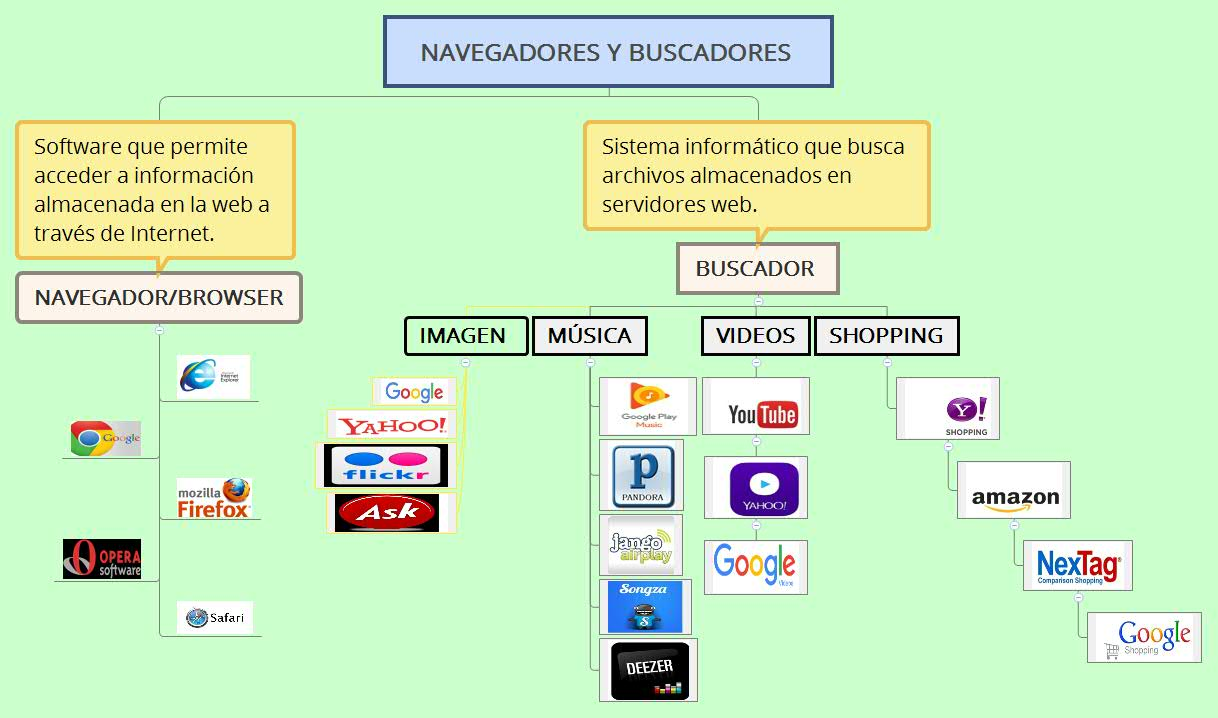 NAVEGADORES Y BUSCADORES
Software que permite
acceder a información
almacenada en la web a
través de Internet.
NAVEGADOR/BROWSER
Internet
Explorer
Google
mozilla
Firefox
OPERA
software
Safari
Sistema informático que busca
archivos almacenados en
servidores web.
BUSCADOR
IMAGEN
Google
YAHOO!
flickr
Ask
MÚSICA
Google Play
Music
P
PANDORA
jango
airplay
Songza
S
DEEZER
VIDEOS
YouTube
YAHOO!
Google
Videos
SHOPPING
Y!
SHOPPING
amazon
NexTag
Comparison Shopping
Google
Shopping